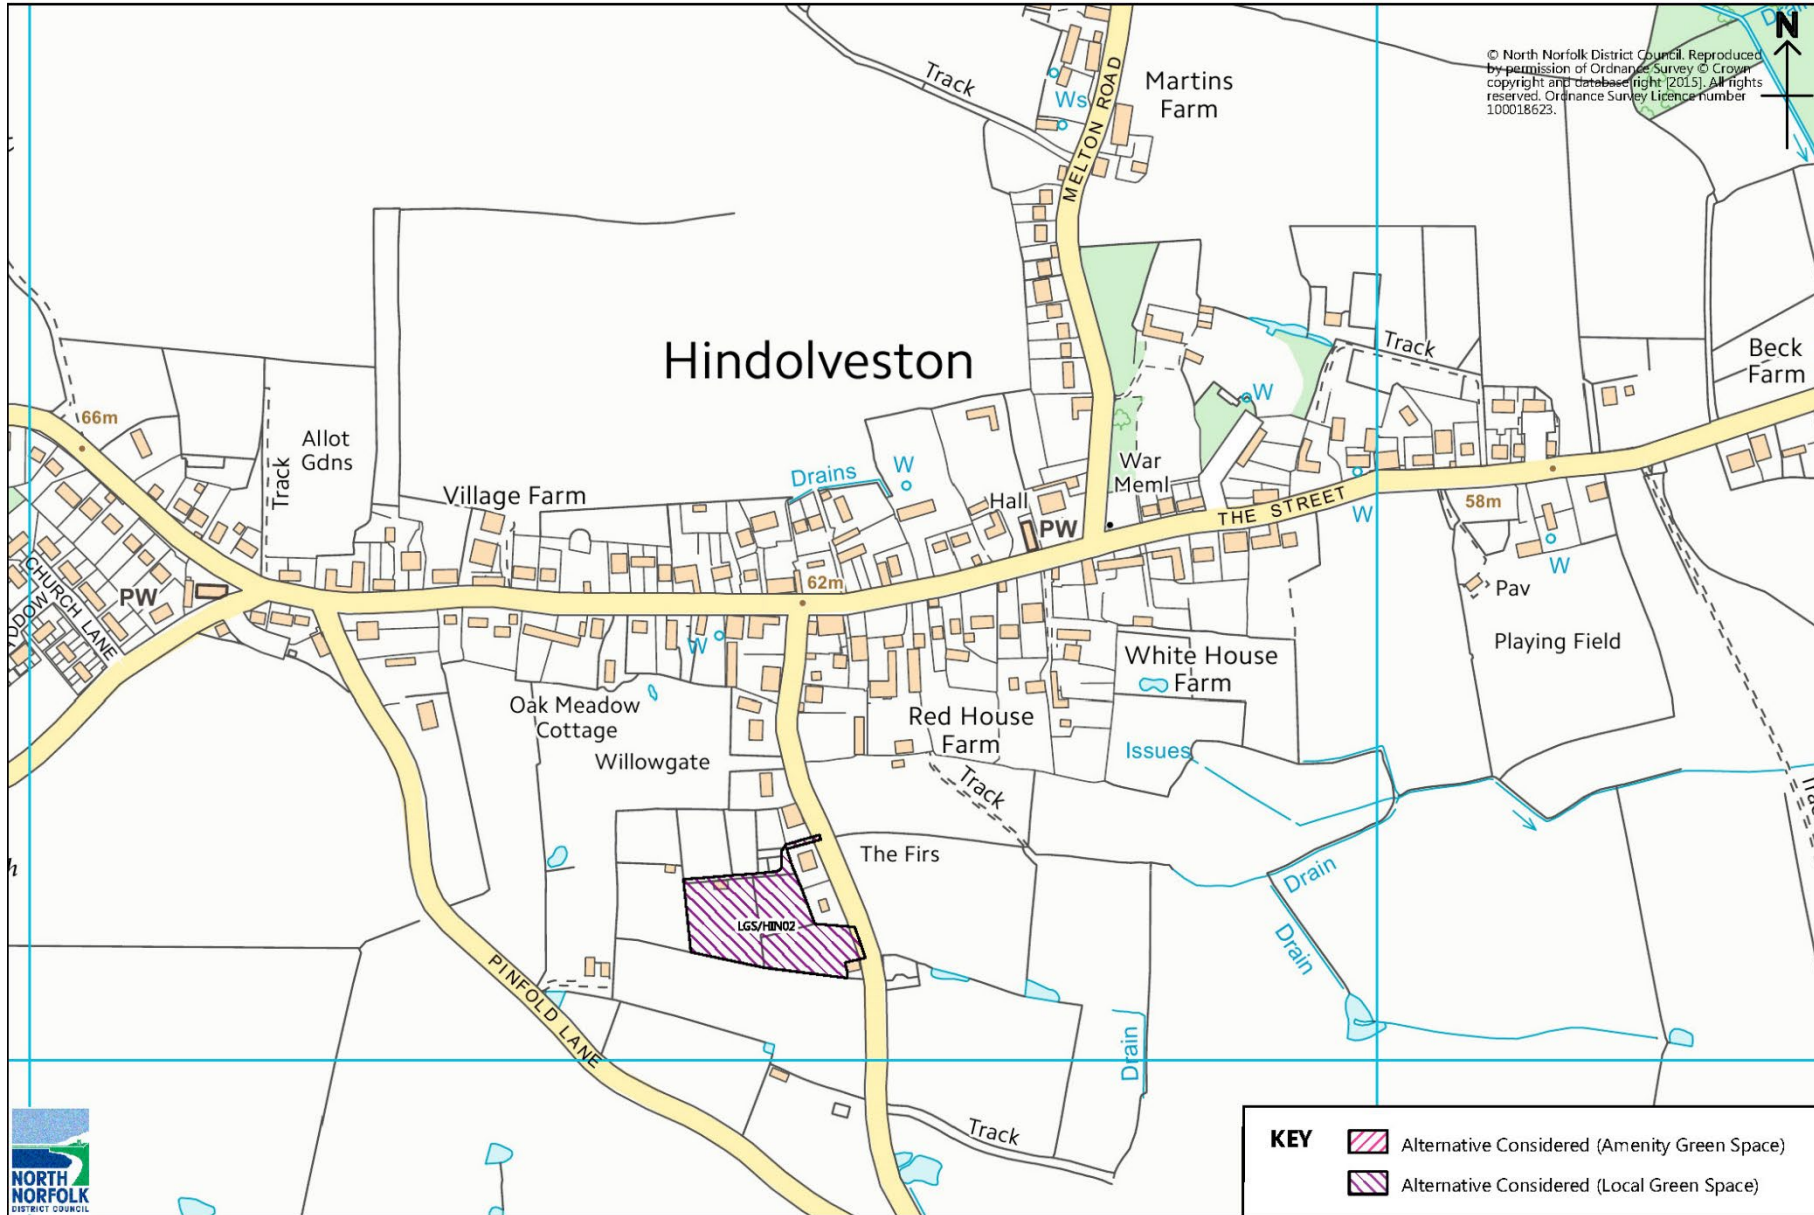 Drain
N
© North Norfolk District Council. Reproduced
by permission of Ordnance Survey © Crown
copyright and database right [2015]. All rights
reserved. Ordnance Survey Licence number
100018623.
Track
Ws
MELTON ROAD
Martins
Farm
Hindolveston
Track
Beck
Farm
66m
Allot
Gdns
Track
Village Farm
Drains
W
W
War
Meml
Hall
PW
THE STREET
W
58m
W
Pav
Playing Field
CHURCH LANE
PW
62m
W
Oak Meadow
Cottage
Willowgate
White House
Farm
Red House
Farm
Issues
Track
The Firs
LGS/HIN02
Drain
Drain
Drain
PINFOLD LANE
Track
NORTH
NORFOLK
DISTRICT COUNCIL
KEY
Alternative Considered (Amenity Green Space)
Alternative Considered (Local Green Space)